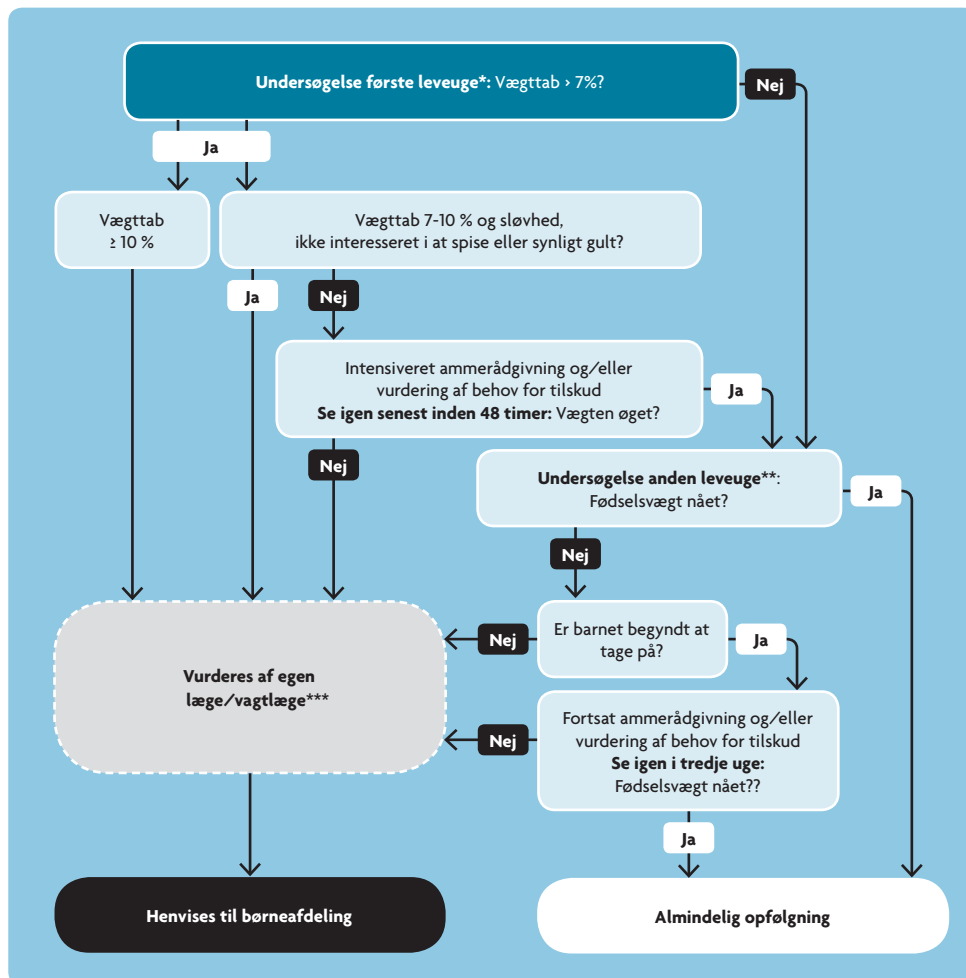 Undersøgelse første leveuge*: Vægttab › 7%?
Nej
Ja
Vægttab
≥ 10 %
Vægttab 7-10 % og sløvhed,
ikke interesseret i at spise eller synligt gult?
Ja
Nej
Intensiveret ammerådgivning og/eller
vurdering af behov for tilskud
Se igen senest inden 48 timer: Vægten øget?
Ja
Nej
Undersøgelse anden leveuge**:
Fødselsvægt nået?
Ja
Nej
Er barnet begyndt at
tage på?
Nej
Ja
Vurderes af egen
læge/vagtlæge***
Fortsat ammerådgivning og/eller
vurdering af behov for tilskud
Se igen i tredje uge:
Fødselsvægt nået??
Nej
Ja
Henvises til børneafdeling
Almindelig opfølgning